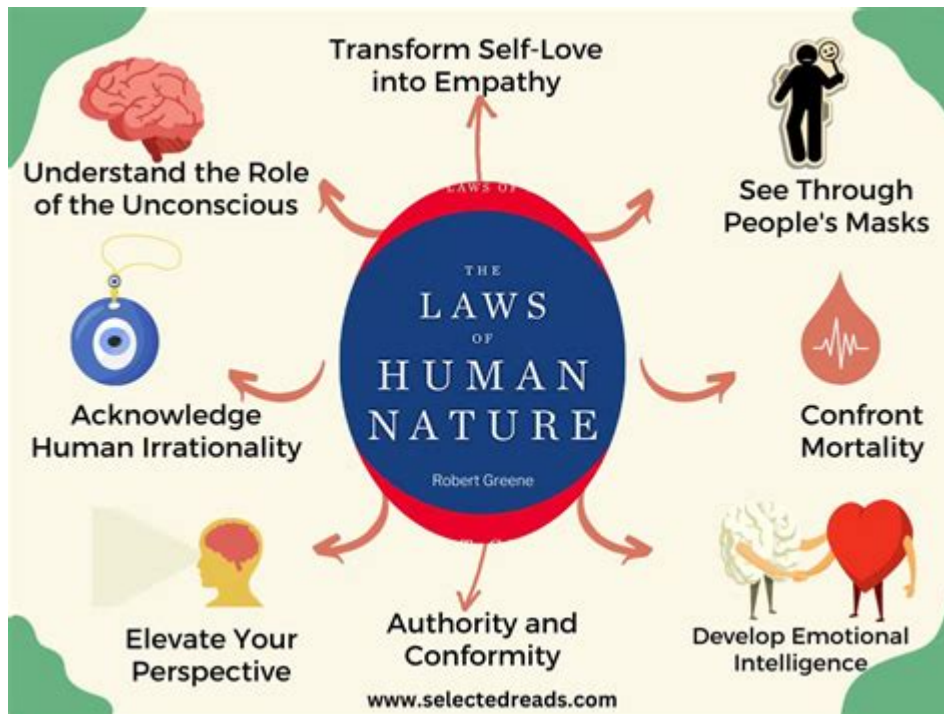 Transform Self-Love
into Empathy
Understand the Role
of the Unconscious
See Through
People's Masks
LAWS OF
THE
LAWS
OF
HUMAN
NATURE
Robert Greene
Acknowledge
Human Irrationality
Confront
Mortality
Elevate Your
Perspective
Authority and
Conformity
Develop Emotional
Intelligence
www.selectedreads.com